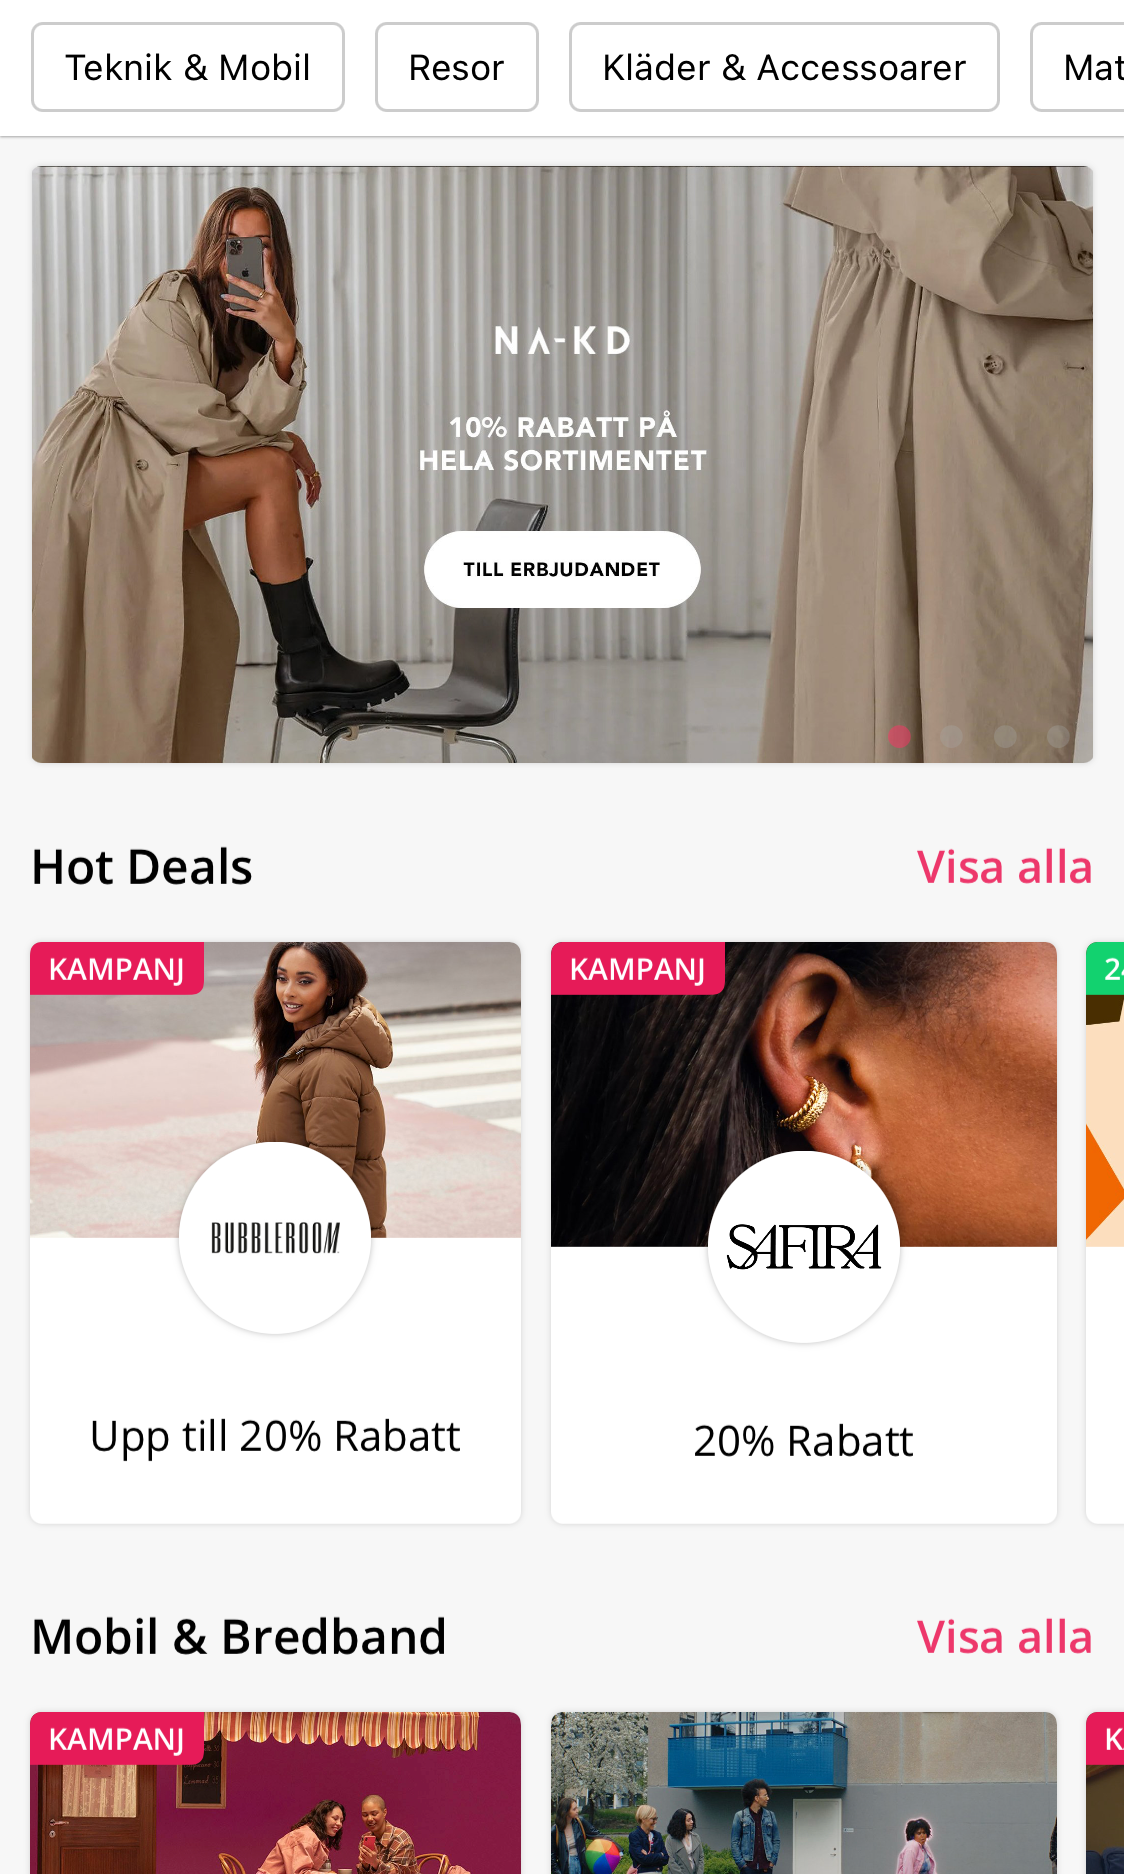 Teknik & Mobil
Resor
Kläder & Accessoarer
Mat
NA-KD
10% RABATT PÅ
HELA SORTIMENTET
TILL ERBJUDANDET
Hot Deals
Visa alla
KAMPANJ
BUBBLEROOM
Upp till 20% Rabatt
KAMPANJ
SAFIRA
20% Rabatt
Mobil & Bredband
Visa alla
KAMPANJ